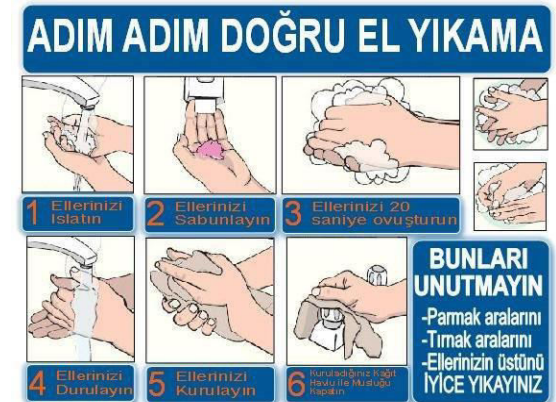 ADIM ADIM DOĞRU EL YIKAMA
1 Ellerinizi
Islatın
2 Ellerinizi
Sabunlayın
3 Ellerinizi 20
saniye ovuşturun
4 Ellerinizi
Durulayın
5 Ellerinizi
Kurulayın
6 Kuruladığınız Kağıt
Havlu ile Musluğu
Kapatın
BUNLARI
UNUTMAYIN
-Parmak aralarını
-Tırnak aralarını
-Ellerinizin üstünü
İYİCE YIKAYINIZ